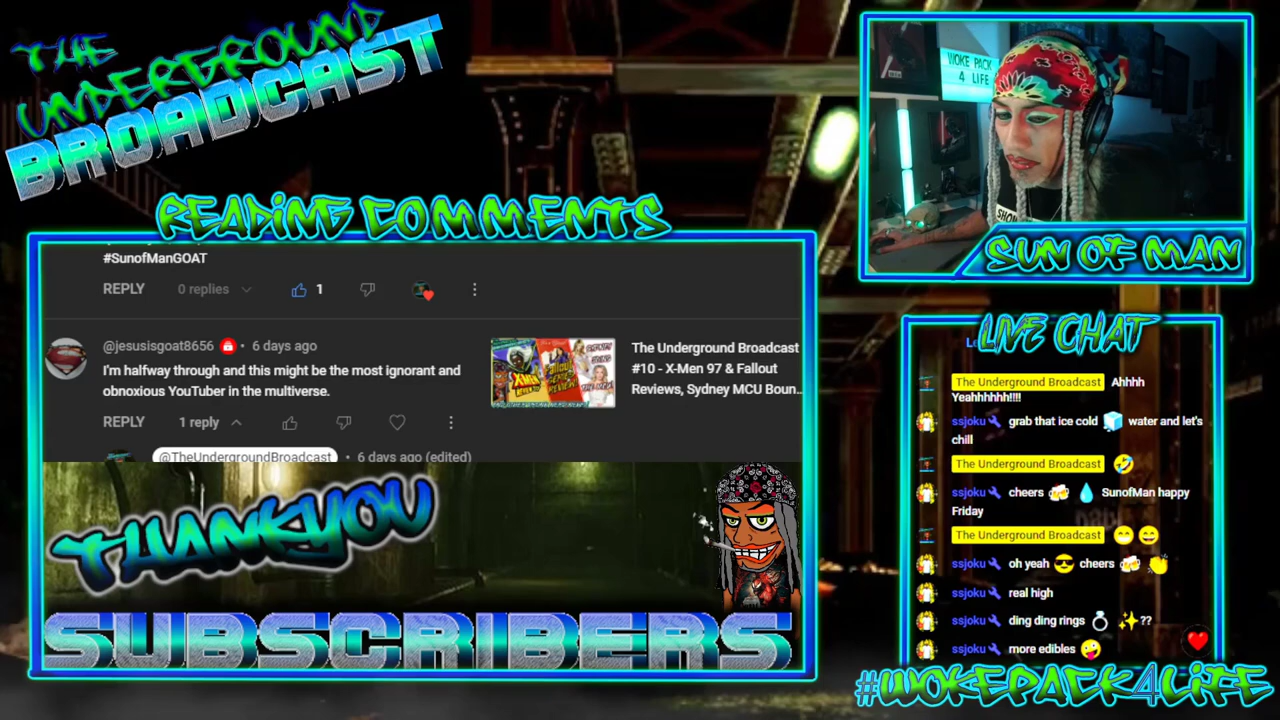 THE
UNDERGROUND
BROADCAST
WOKE PACK
4 LIFE
SUN OF MAN
READING COMMENTS
#SunofManGOAT
REPLY 0 replies 1
@jesusisgoat8656 • 6 days ago
I'm halfway through and this might be the most ignorant and
obnoxious YouTuber in the multiverse.
REPLY 1 reply
@TheUndergroundBroadcast • 6 days ago (edited)
The Underground Broadcast
#10 - X-Men 97 & Fallout
Reviews, Sydney MCU Boun...
THANKYOU
SUBSCRIBERS
LIVE CHAT
The Underground Broadcast Ahhhh
Yeahhhhhh!!!!
ssjoku grab that ice cold 🧊 water and let's
chill
The Underground Broadcast 🤣
ssjoku cheers 🍻 💧 SunofMan happy
Friday
The Underground Broadcast 😁 😄
ssjoku oh yeah 😎 cheers 🍻 👏
ssjoku real high
ssjoku ding ding rings 💍 ✨??
ssjoku more edibles 🤪
#WOKEPACK4LIFE